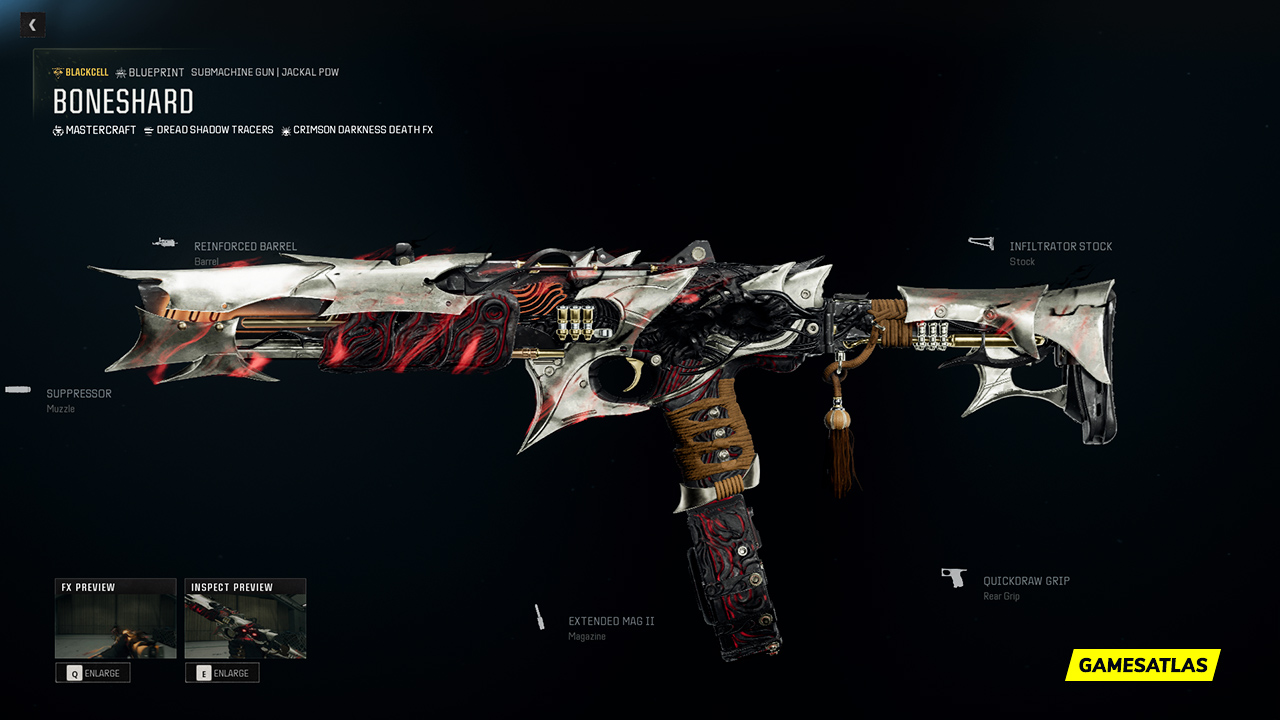 BLACKCELL BLUEPRINT SUBMACHINE GUN | JACKAL PDW
BONESHARD
MASTERCRAFT DREAD SHADOW TRACERS CRIMSON DARKNESS DEATH FX
REINFORCED BARREL
Barrel
INFILTRATOR STOCK
Stock
SUPPRESSOR
Muzzle
FX PREVIEW
INSPECT PREVIEW
Q ENLARGE
E ENLARGE
EXTENDED MAG II
Magazine
QUICKDRAW GRIP
Rear Grip
GAMESATLAS